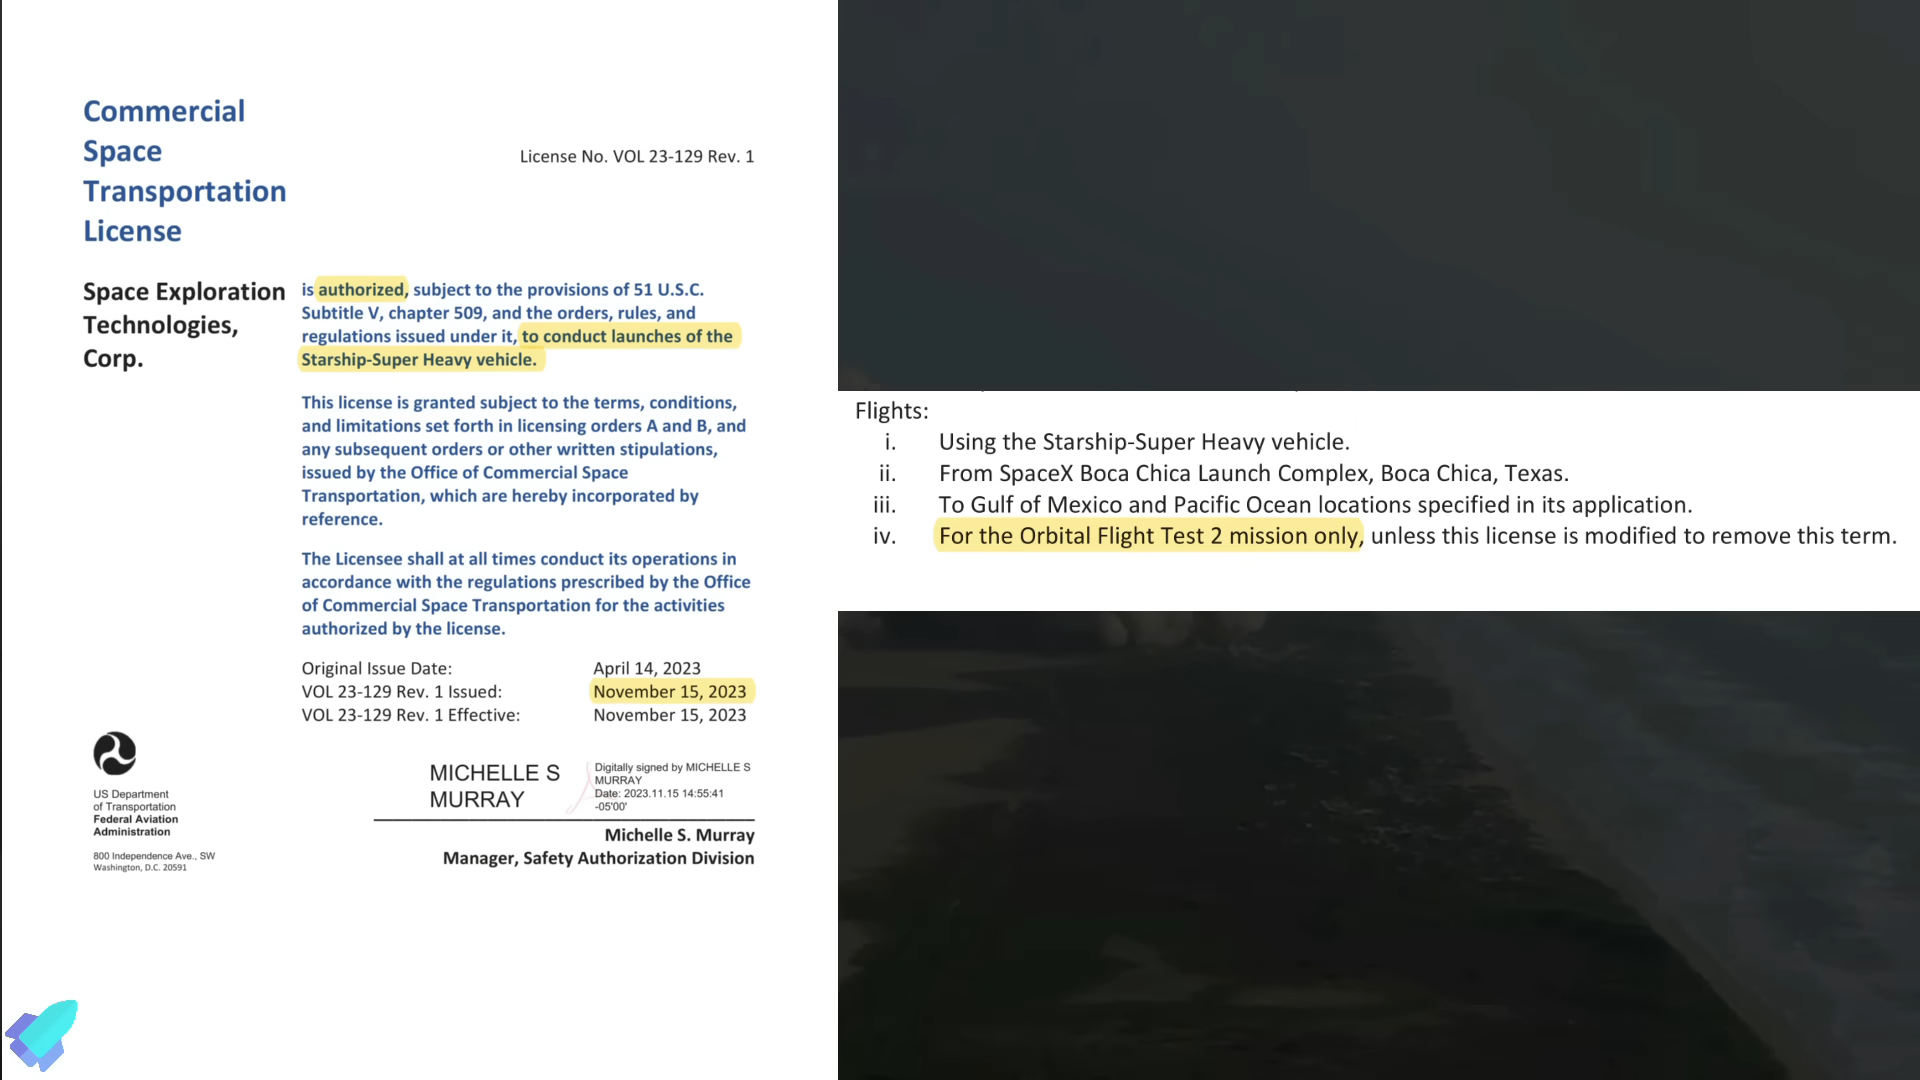 Commercial
Space
Transportation
License
License No. VOL 23-129 Rev. 1
Space Exploration
Technologies,
Corp.
is authorized, subject to the provisions of 51 U.S.C.
Subtitle V, chapter 509, and the orders, rules, and
regulations issued under it, to conduct launches of the
Starship-Super Heavy vehicle.
This license is granted subject to the terms, conditions,
and limitations set forth in licensing orders A and B, and
any subsequent orders or other written stipulations,
issued by the Office of Commercial Space
Transportation, which are hereby incorporated by
reference.
The Licensee shall at all times conduct its operations in
accordance with the regulations prescribed by the Office
of Commercial Space Transportation for the activities
authorized by the license.
Original Issue Date: April 14, 2023
VOL 23-129 Rev. 1 Issued: November 15, 2023
VOL 23-129 Rev. 1 Effective: November 15, 2023
US Department
of Transportation
Federal Aviation
Administration
800 Independence Ave., SW
Washington, D.C. 20591
MICHELLE S
MURRAY
Digitally signed by MICHELLE S
MURRAY
Date: 2023.11.15 14:55:41
-05'00'
Michelle S. Murray
Manager, Safety Authorization Division
Flights:
i. Using the Starship-Super Heavy vehicle.
ii. From SpaceX Boca Chica Launch Complex, Boca Chica, Texas.
iii. To Gulf of Mexico and Pacific Ocean locations specified in its application.
iv. For the Orbital Flight Test 2 mission only, unless this license is modified to remove this term.